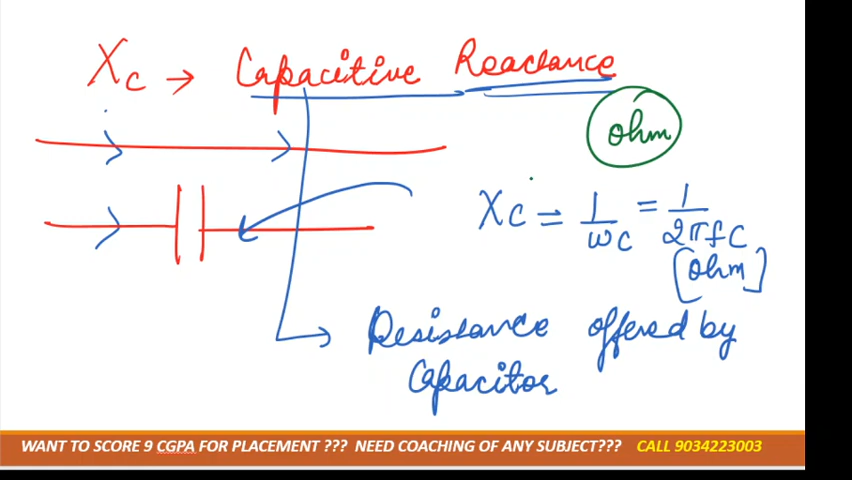 Xc → Capacitive Reactance
ohm
Xc = 1/ωC = 1/2πfC
[ohm]
Resistance offered by
Capacitor
WANT TO SCORE 9 CGPA FOR PLACEMENT ??? NEED COACHING OF ANY SUBJECT??? CALL 9034223003